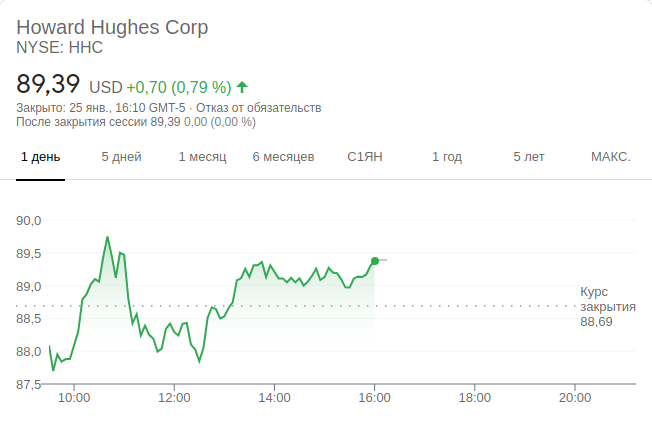 Howard Hughes Corp
NYSE: HHC
89,39 USD +0,70 (0,79 %)
Закрыто: 25 янв., 16:10 GMT-5 · Отказ от обязательств
После закрытия сессии 89,39 0,00 (0,00 %)
1 день 5 дней 1 месяц 6 месяцев С1ЯН 1 год 5 лет МАКС.
90,0
89,5
89,0
88,5
88,0
87,5
Курс
закрытия
88,69
10:00 12:00 14:00 16:00 18:00 20:00